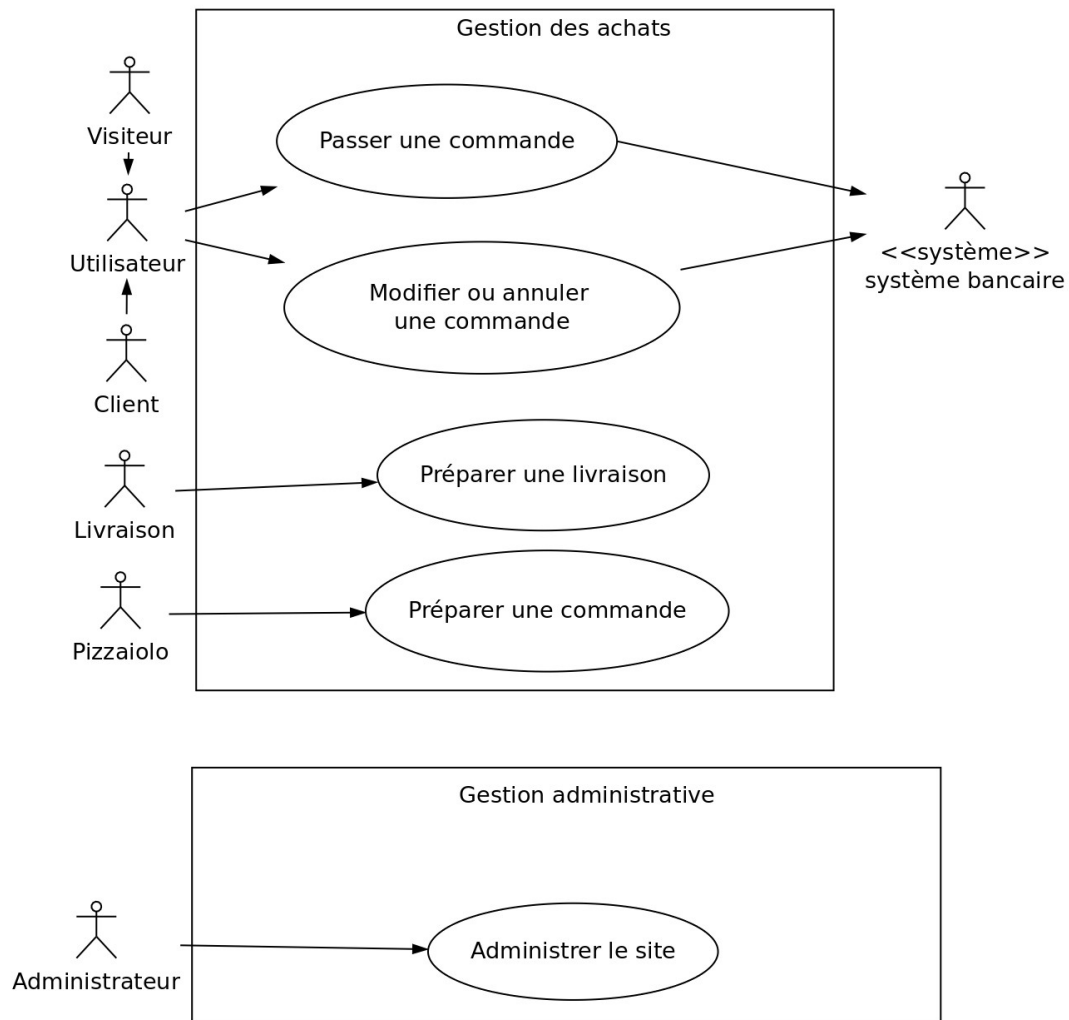 Gestion des achats
Visiteur
Passer une commande
Utilisateur
<<système>>
système bancaire
Modifier ou annuler
une commande
Client
Préparer une livraison
Livraison
Préparer une commande
Pizzaiolo
Gestion administrative
Administrer le site
Administrateur